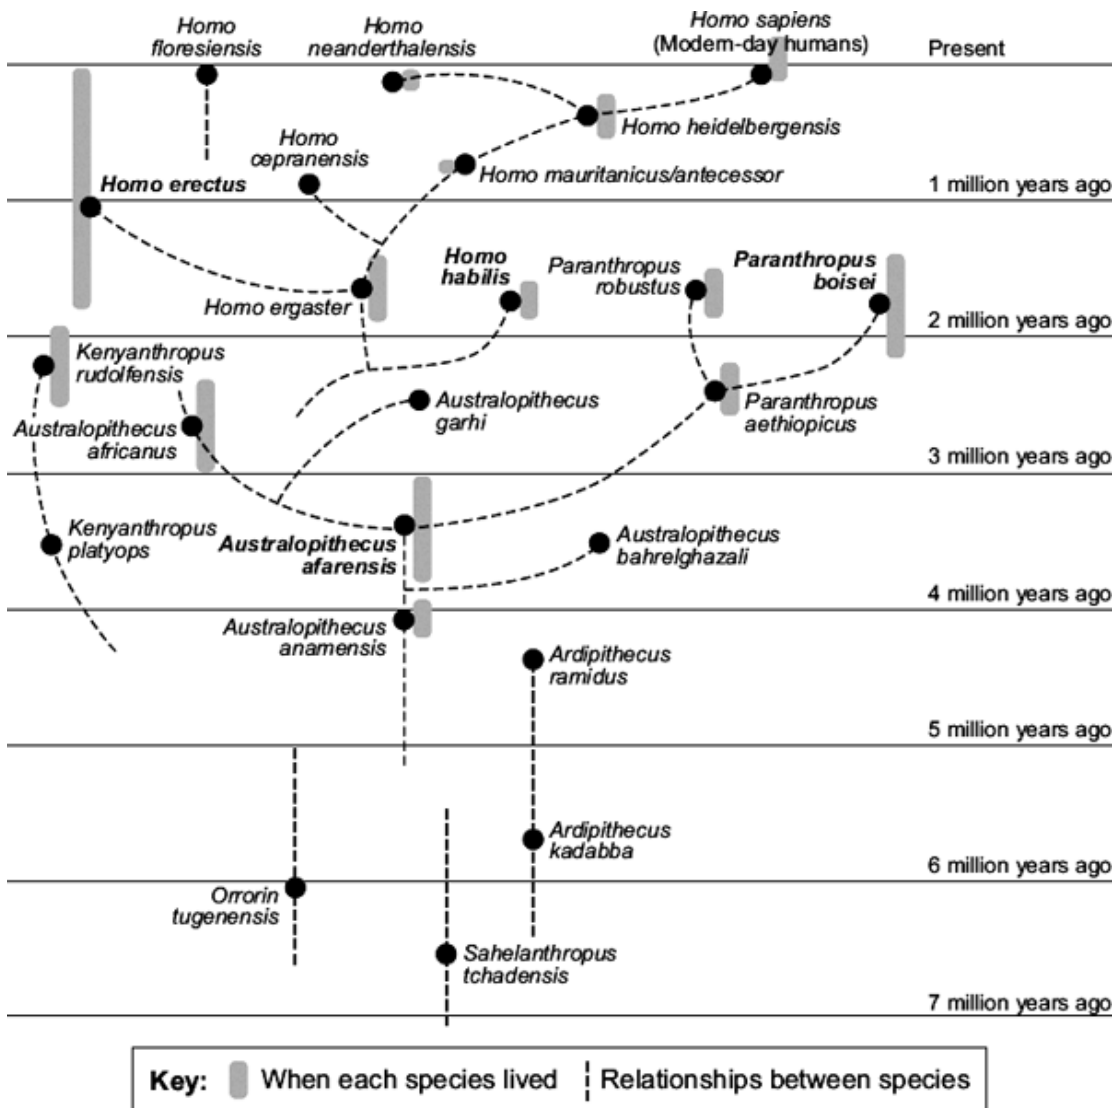 Homo
floresiensis
Homo
neanderthalensis
Homo sapiens
(Modern-day humans)
Present
Homo heidelbergensis
Homo
cepranensis
Homo mauritanicus/antecessor
Homo erectus
1 million years ago
Homo
habilis
Paranthropus
robustus
Paranthropus
boisei
Homo ergaster
2 million years ago
Kenyanthropus
rudolfensis
Australopithecus
africanus
Australopithecus
garhi
Paranthropus
aethiopicus
3 million years ago
Kenyanthropus
platyops
Australopithecus
afarensis
Australopithecus
bahrelghazali
4 million years ago
Australopithecus
anamensis
Ardipithecus
ramidus
5 million years ago
Ardipithecus
kadabba
6 million years ago
Orrorin
tugenensis
Sahelanthropus
tchadensis
7 million years ago
Key: When each species lived Relationships between species